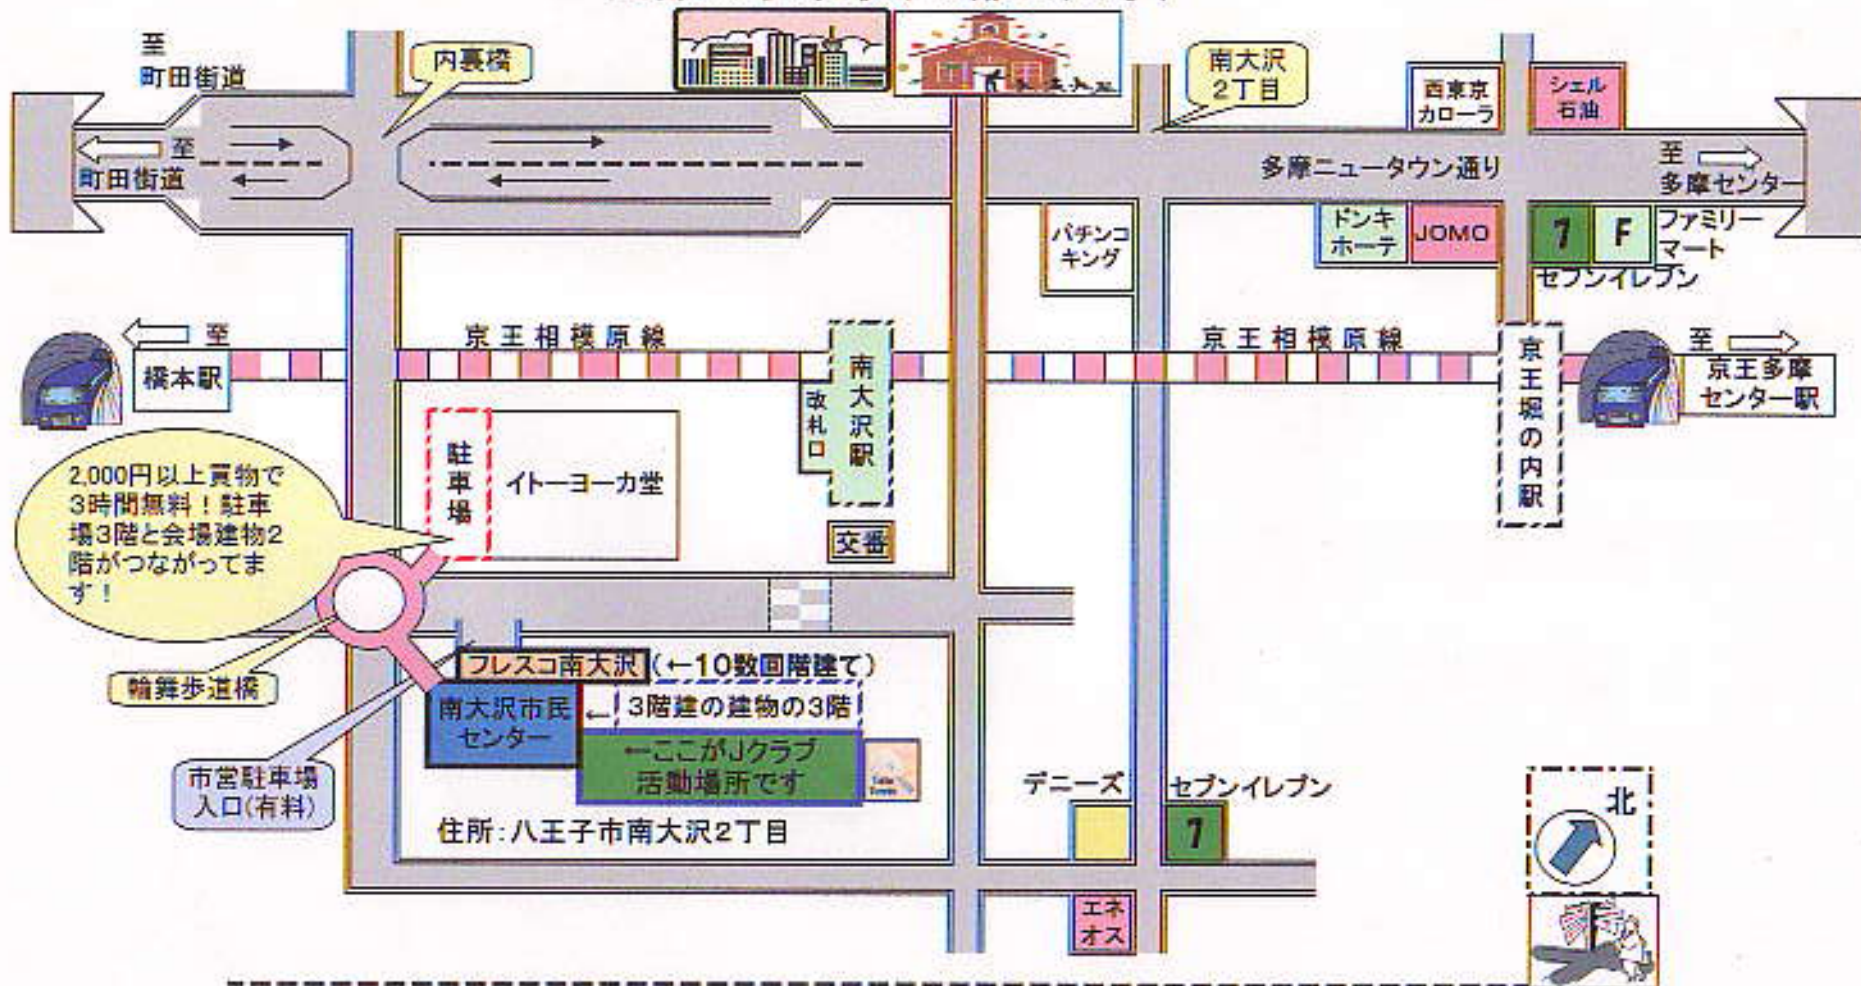 至
町田街道
内裏橋
南大沢
2丁目
西東京
カローラ
シェル
石油
至
町田街道
多摩ニュータウン通り
至
多摩センター
パチンコ
キング
ドンキ
ホーテ
JOMO
7
F
ファミリー
マート
セブンイレブン
至
橋本駅
京王相模原線
南大沢駅
改札口
京王相模原線
京王堀の内駅
至
京王多摩
センター駅
2,000円以上買物で
3時間無料！駐車
場3階と会場建物2
階がつながってま
す！
駐車場
イトーヨーカ堂
交番
輪舞歩道橋
フレスコ南大沢
(←10数回階建て)
南大沢市民
センター
←
3階建の建物の3階
←ここがJクラブ
活動場所です
市営駐車場
入口(有料)
住所:八王子市南大沢2丁目
デニーズ
セブンイレブン
7
エネ
オス
北